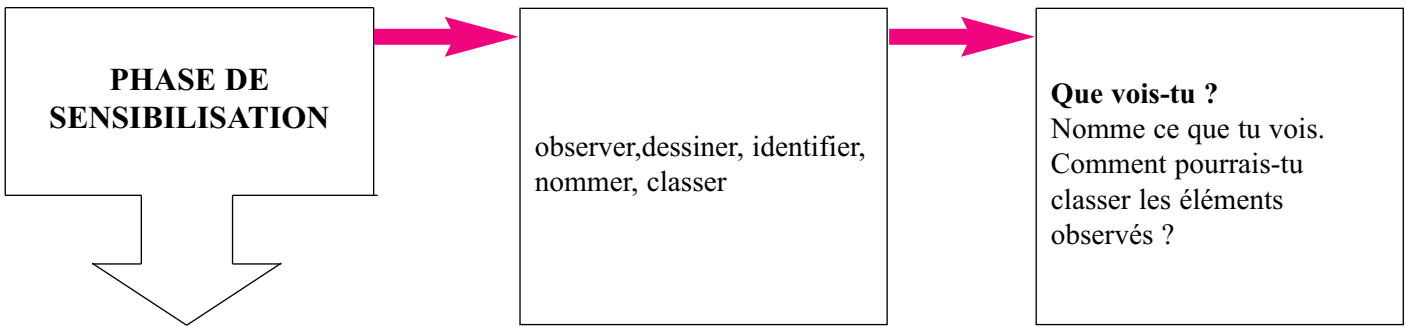 PHASE DE
SENSIBILISATION
observer,dessiner, identifier,
nommer, classer
Que vois-tu ?
Nomme ce que tu vois.
Comment pourrais-tu
classer les éléments
observés ?